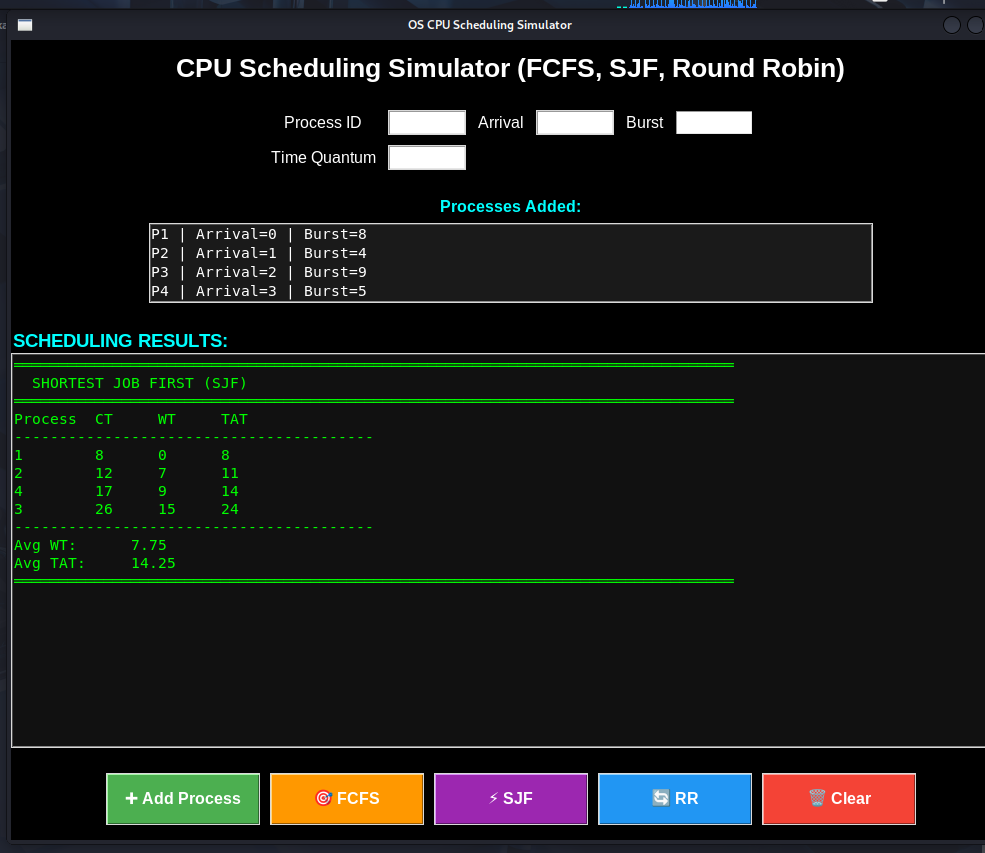 OS CPU Scheduling Simulator
CPU Scheduling Simulator (FCFS, SJF, Round Robin)
Process ID Arrival Burst
Time Quantum
Processes Added:
P1 | Arrival=0 | Burst=8
P2 | Arrival=1 | Burst=4
P3 | Arrival=2 | Burst=9
P4 | Arrival=3 | Burst=5
SCHEDULING RESULTS:
SHORTEST JOB FIRST (SJF)
Process CT WT TAT
----------------------------------------
1 8 0 8
2 12 7 11
4 17 9 14
3 26 15 24
----------------------------------------
Avg WT: 7.75
Avg TAT: 14.25
➕ Add Process 🎯 FCFS ⚡ SJF 🔄 RR 🗑️ Clear